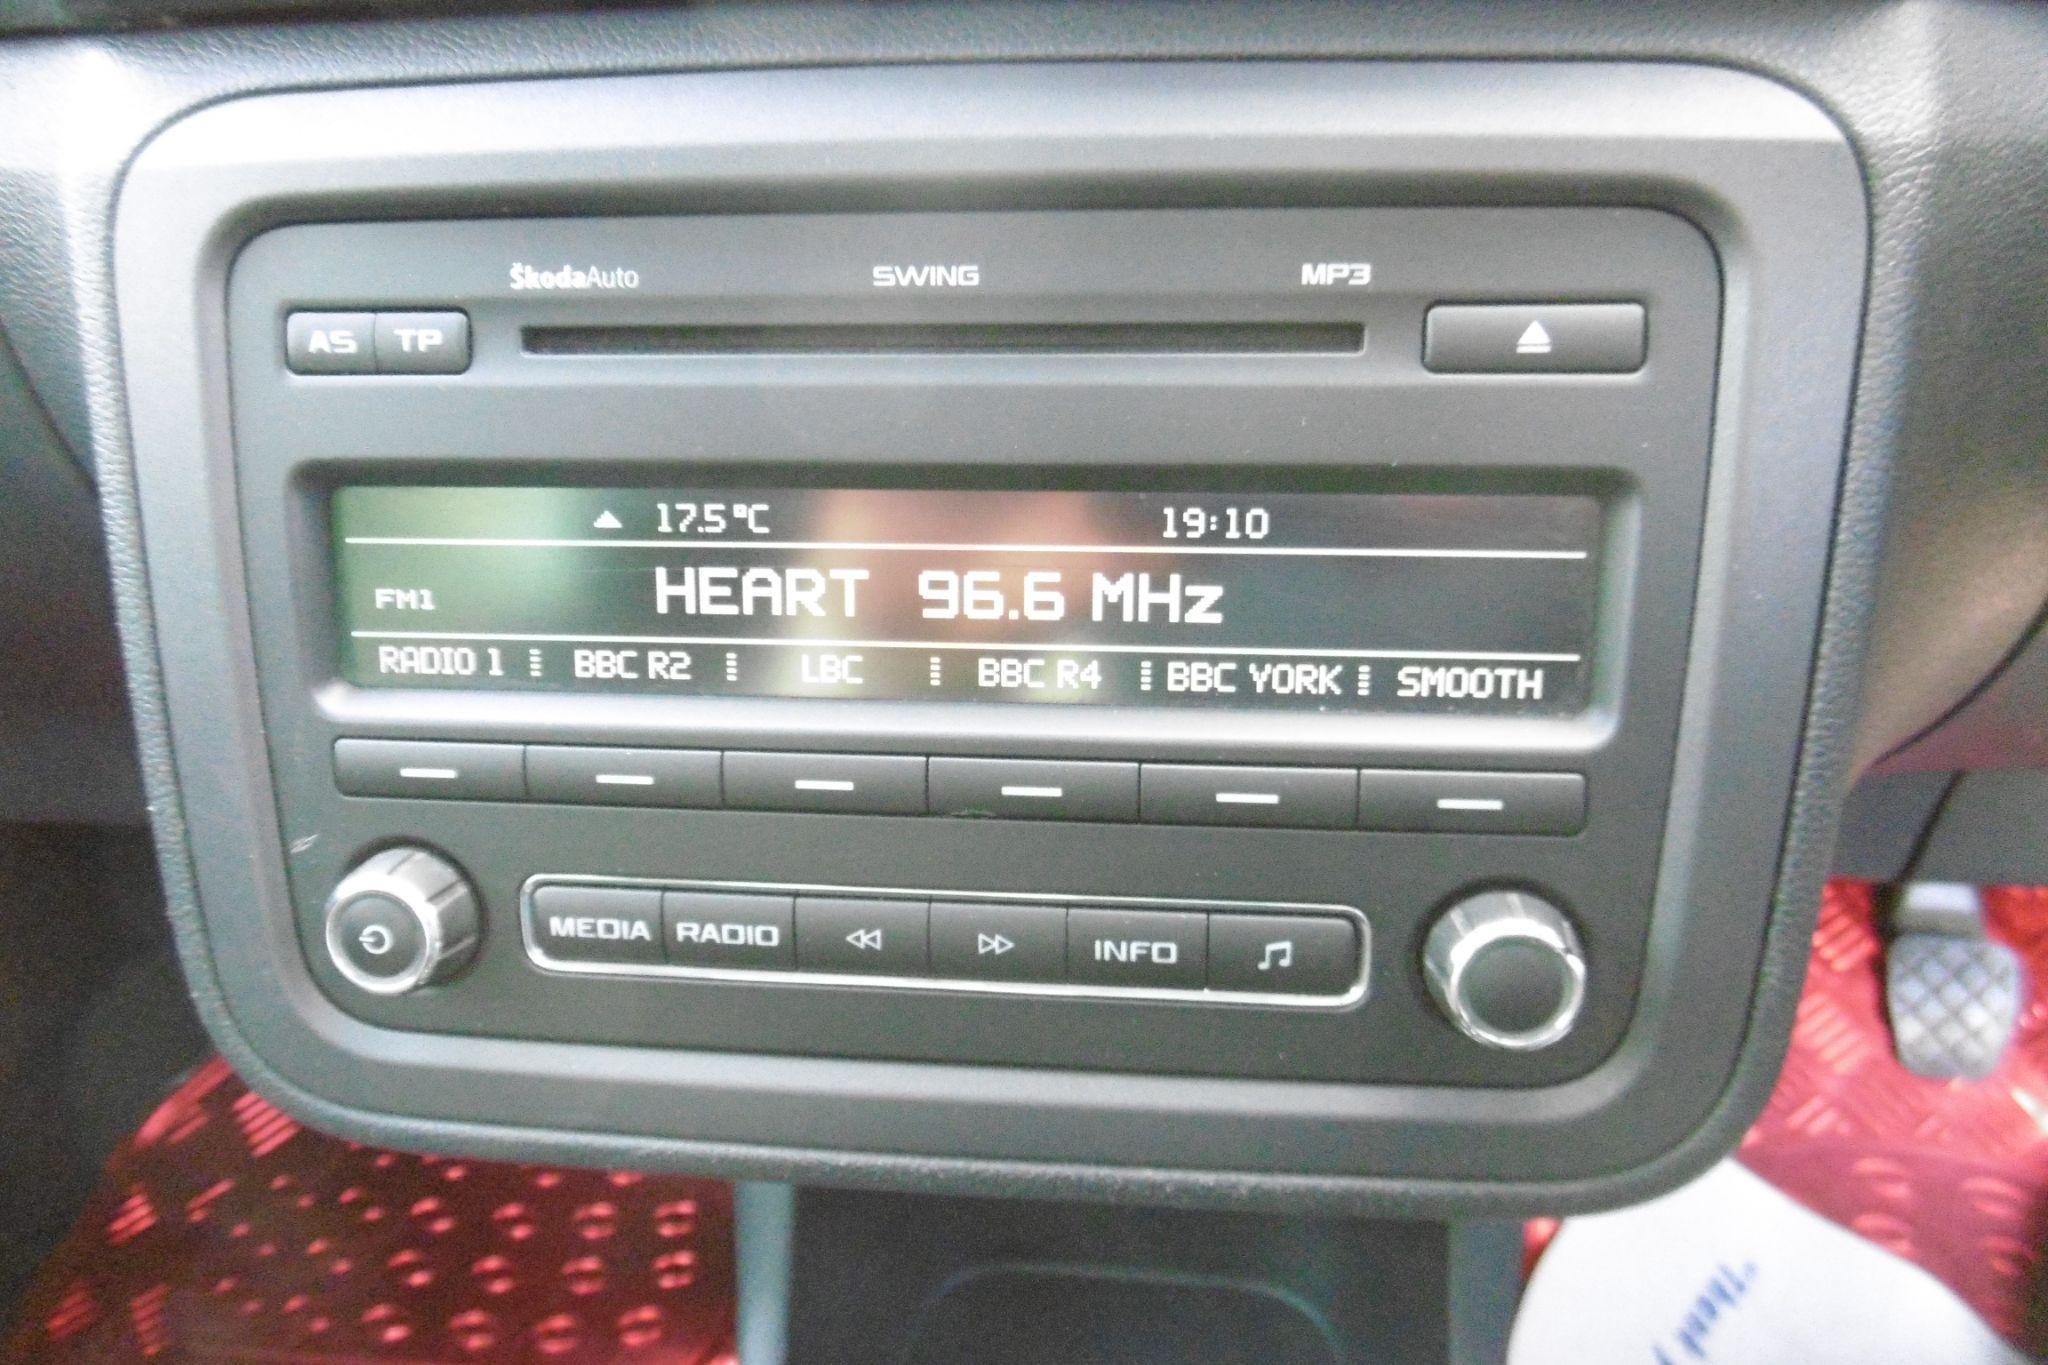 ŠkodaAuto SWING MP3
AS TP
17.5°C 19:10
FM1 HEART 96.6 MHz
RADIO 1 BBC R2 LBC BBC R4 BBC YORK SMOOTH
MEDIA RADIO INFO